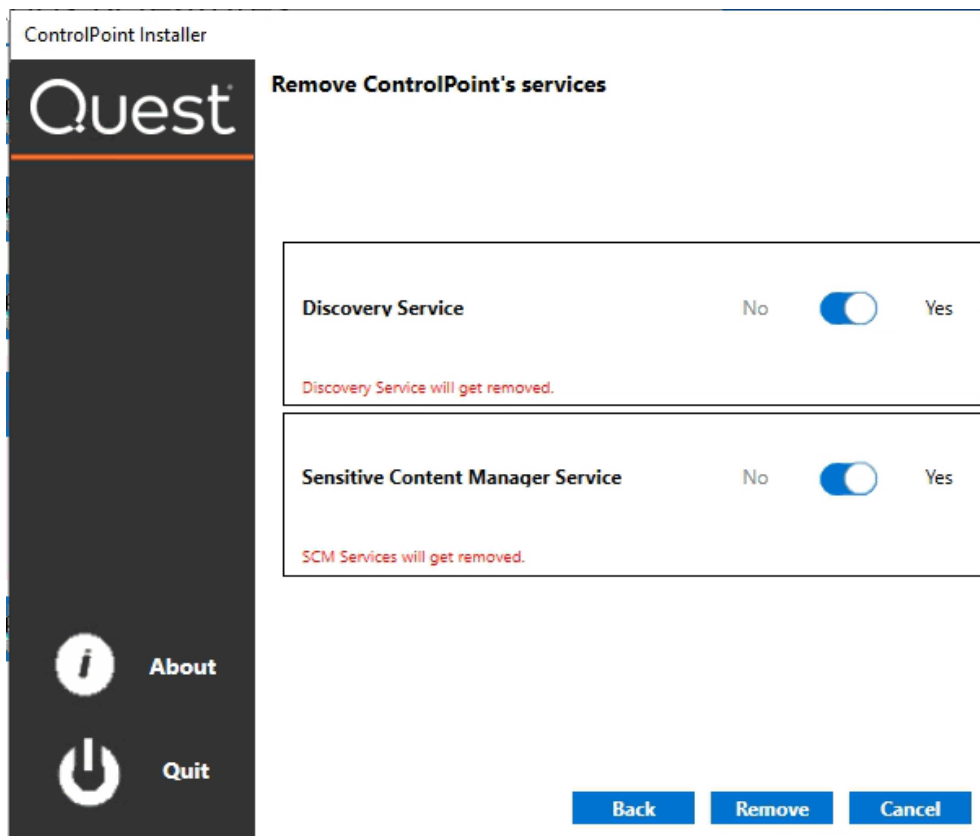 ControlPoint Installer
Quest
Remove ControlPoint's services
Discovery Service
No
Yes
Discovery Service will get removed.
Sensitive Content Manager Service
No
Yes
SCM Services will get removed.
About
Quit
Back
Remove
Cancel